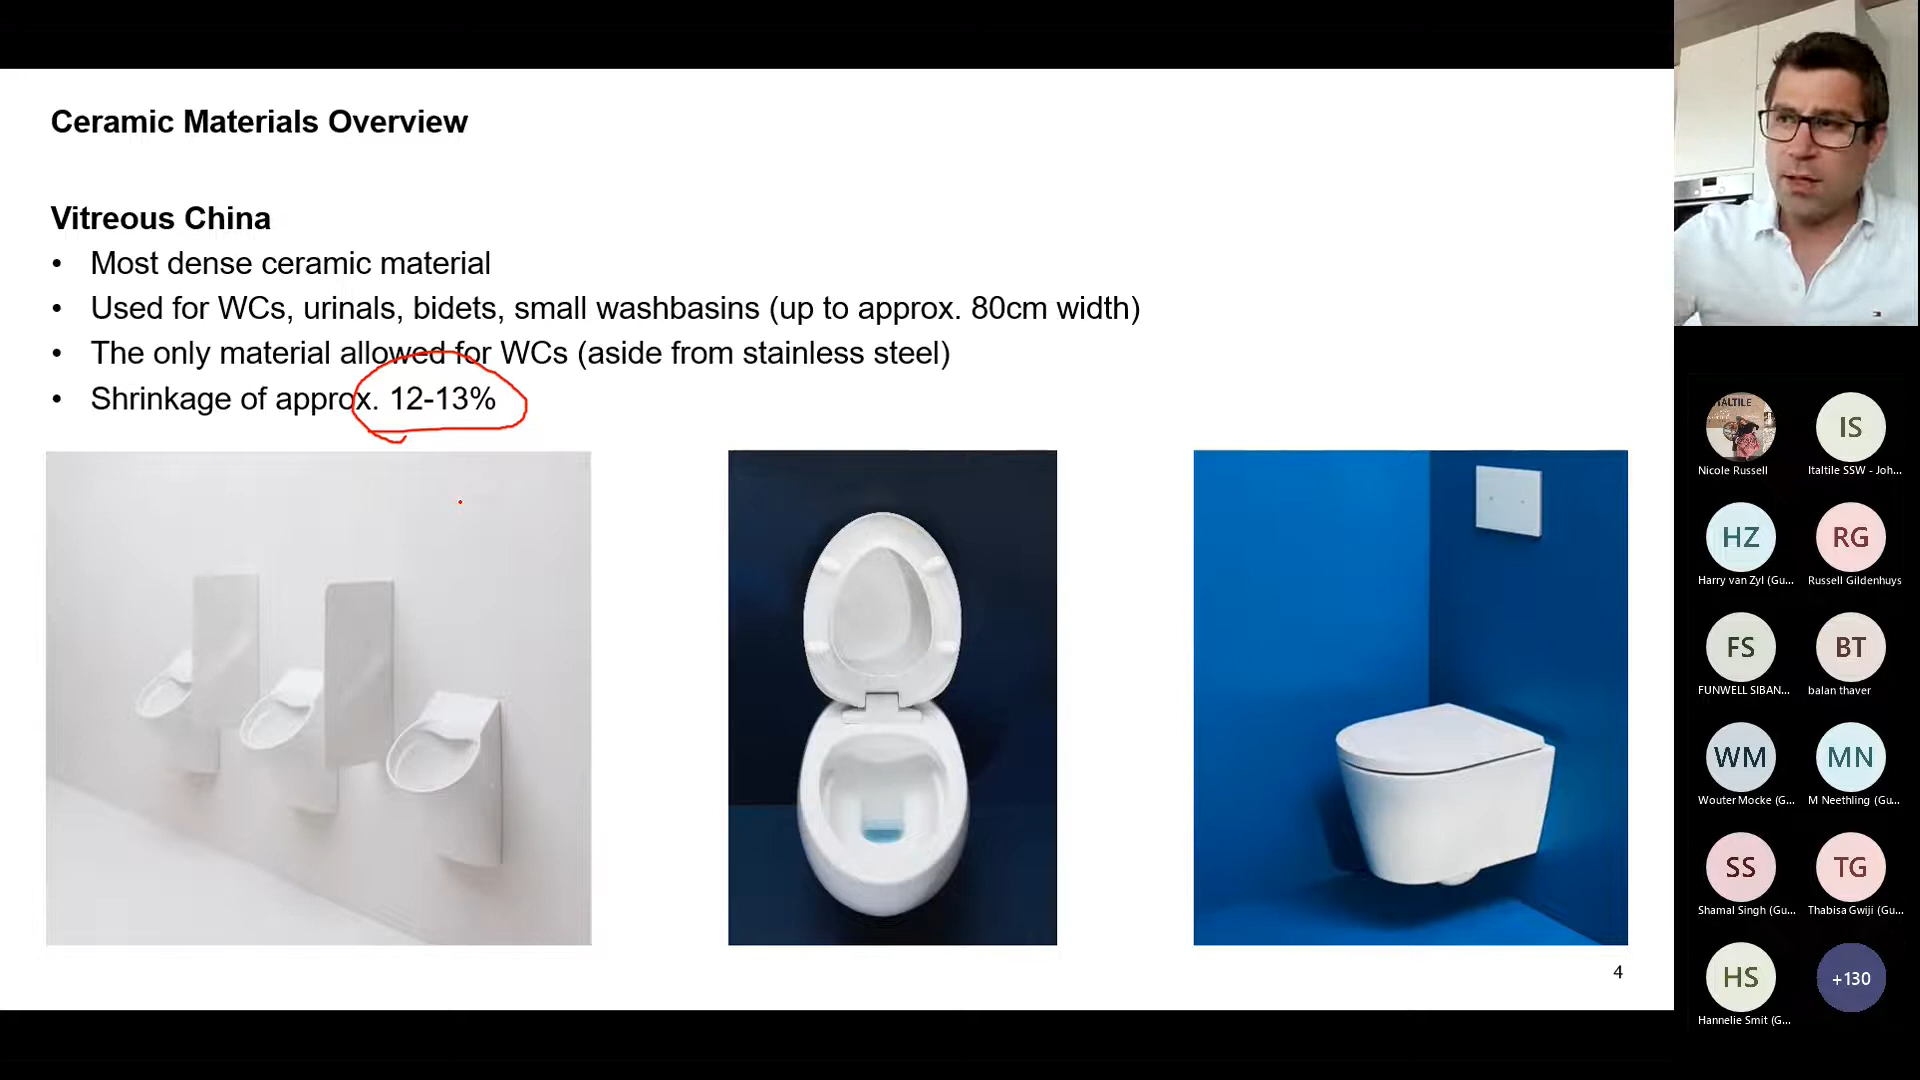 Ceramic Materials Overview
Vitreous China
• Most dense ceramic material
• Used for WCs, urinals, bidets, small washbasins (up to approx. 80cm width)
• The only material allowed for WCs (aside from stainless steel)
• Shrinkage of approx. 12-13%
4
ITALTILE
Nicole Russell
IS
Italtile SSW - Joh...
HZ
Harry van Zyl (Gu...
RG
Russell Gildenhuys
FS
FUNWELL SIBAN...
BT
balan thaver
WM
Wouter Mocke (G...
MN
M Neethling (Gu...
SS
Shamal Singh (Gu...
TG
Thabisa Gwiji (Gu...
HS
Hannelie Smit (G...
+130